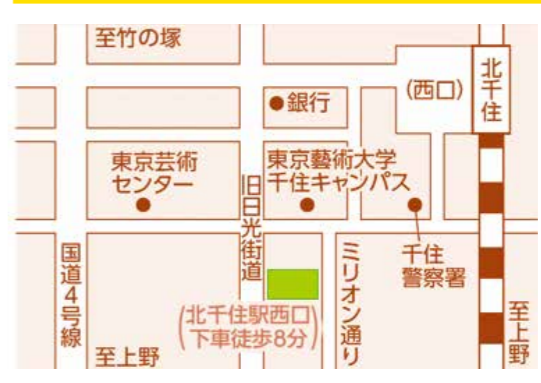 至竹の塚
北千住
(西口)
銀行
東京芸術
センター
東京藝術大学
千住キャンパス
旧日光街道
国道4号線
ミリオン通り
千住
警察署
(北千住駅西口
下車徒歩8分)
至上野
至上野